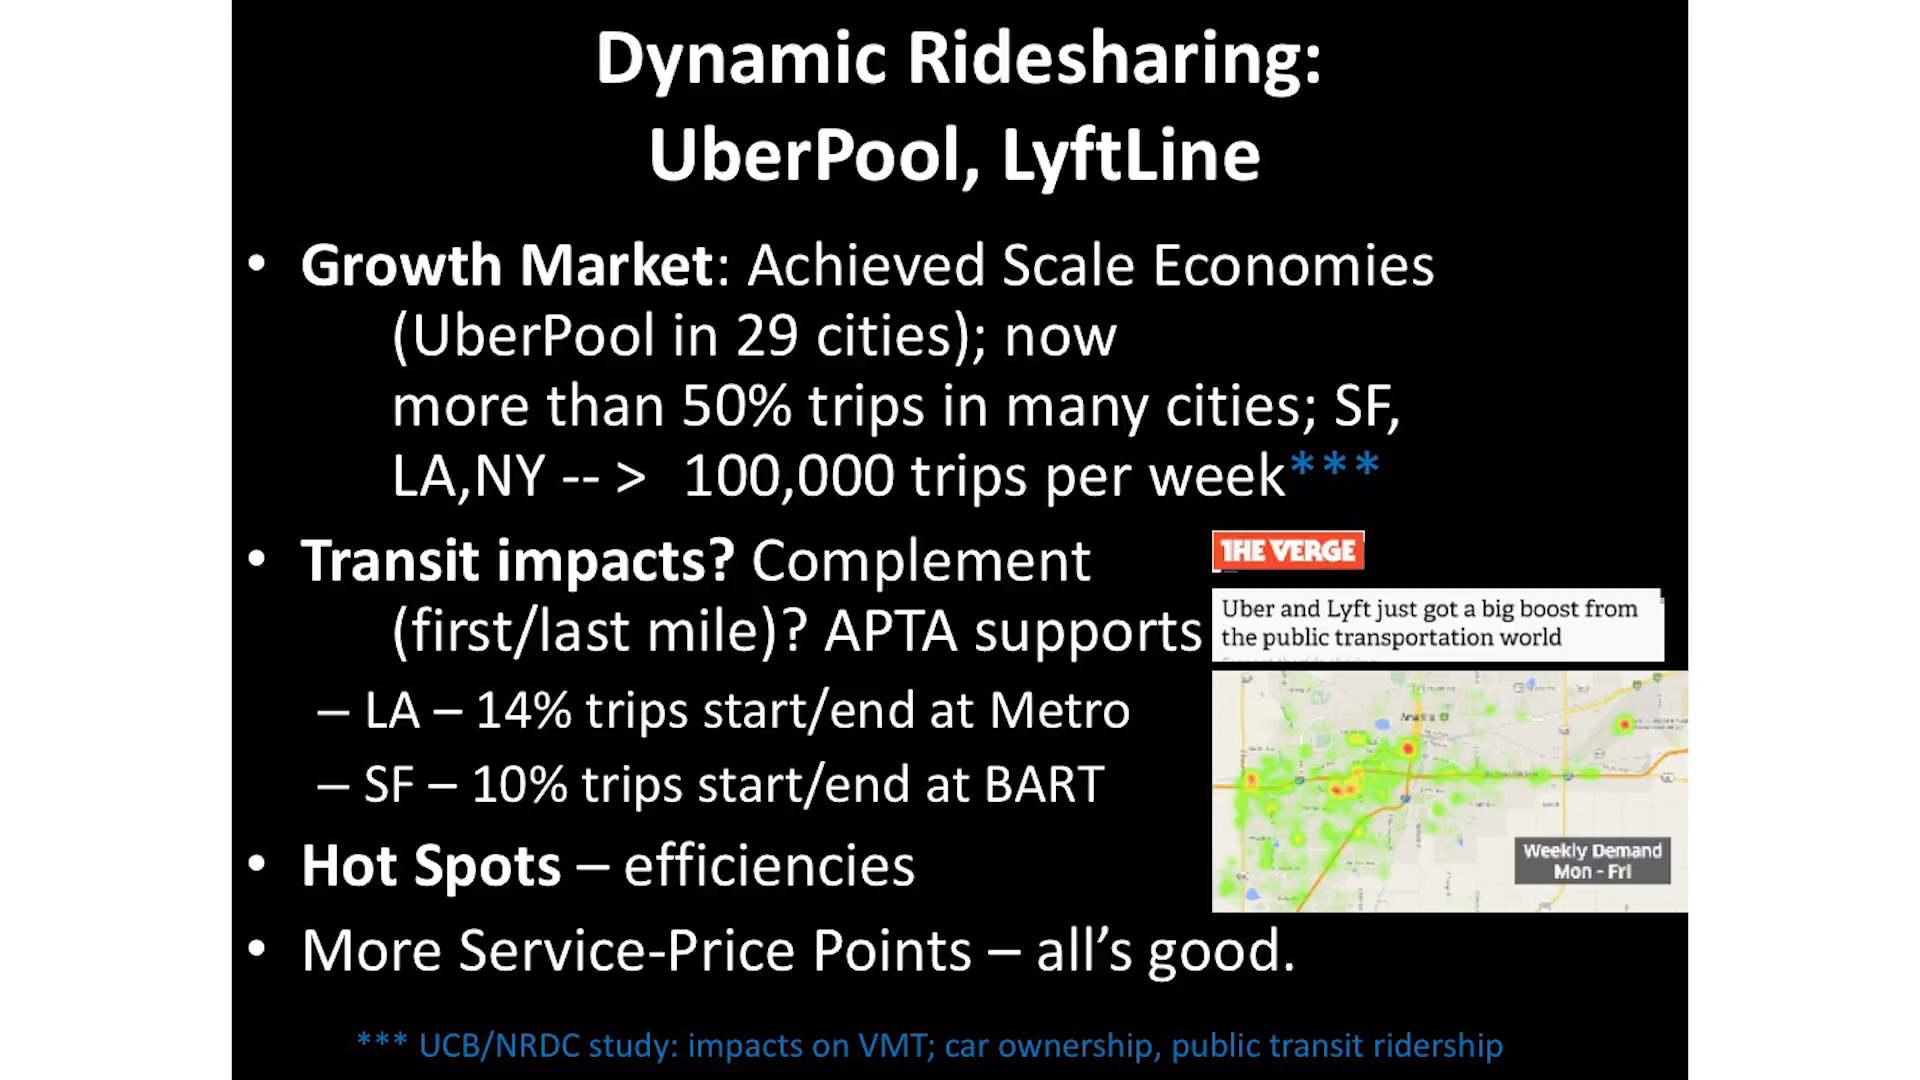 Dynamic Ridesharing:
UberPool, LyftLine
• Growth Market: Achieved Scale Economies
(UberPool in 29 cities); now
more than 50% trips in many cities; SF,
LA,NY -- > 100,000 trips per week***
• Transit impacts? Complement
(first/last mile)? APTA supports
– LA – 14% trips start/end at Metro
– SF – 10% trips start/end at BART
• Hot Spots – efficiencies
• More Service-Price Points – all’s good.
THE VERGE
Uber and Lyft just got a big boost from
the public transportation world
Weekly Demand
Mon - Fri
*** UCB/NRDC study: impacts on VMT; car ownership, public transit ridership